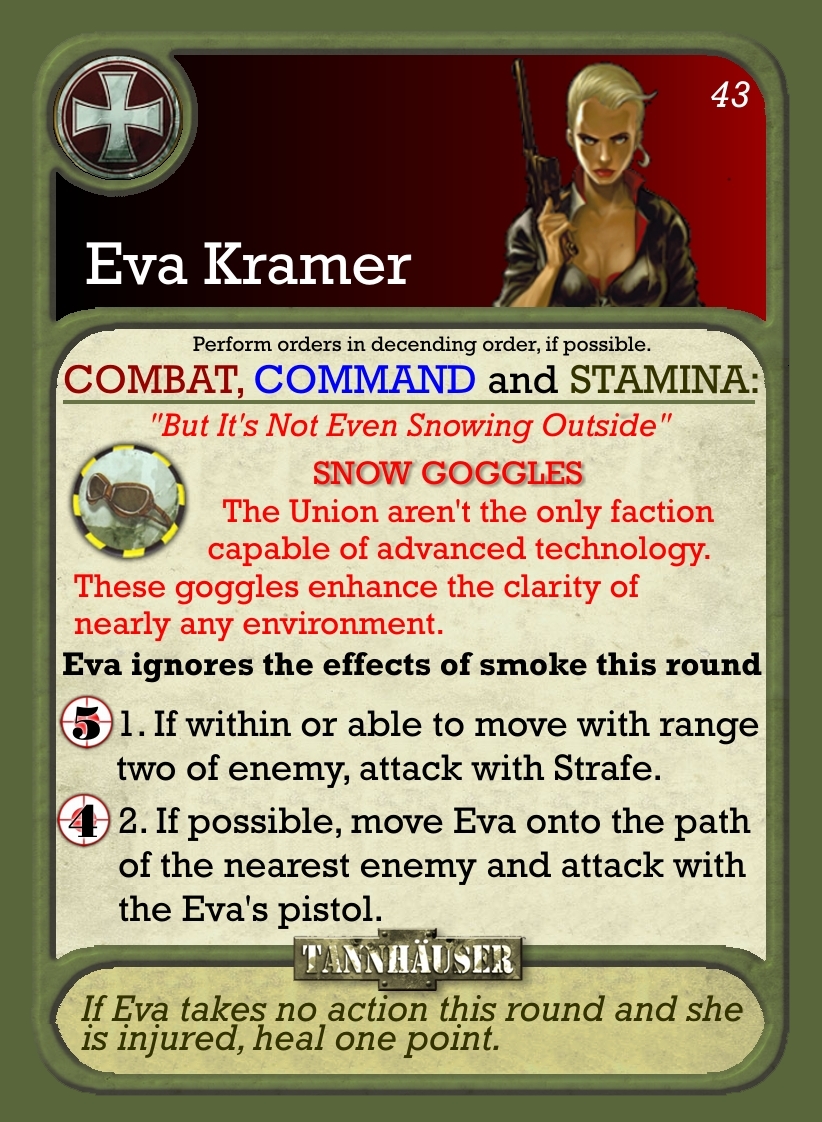 43
Eva Kramer
Perform orders in decending order, if possible.
COMBAT, COMMAND and STAMINA:
"But It's Not Even Snowing Outside"
SNOW GOGGLES
The Union aren't the only faction
capable of advanced technology.
These goggles enhance the clarity of
nearly any environment.
Eva ignores the effects of smoke this round
5 1. If within or able to move with range
two of enemy, attack with Strafe.
4 2. If possible, move Eva onto the path
of the nearest enemy and attack with
the Eva's pistol.
TANNHÄUSER
If Eva takes no action this round and she
is injured, heal one point.